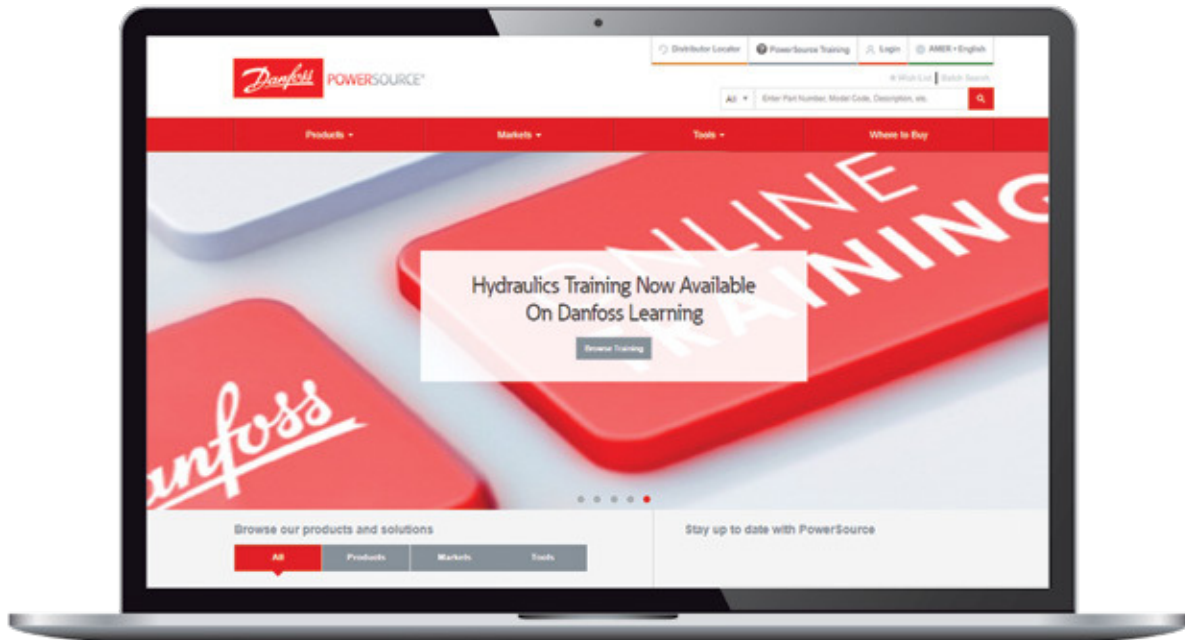 Distributor Locator
PowerSource Training
Login
AMER • English
Danfoss POWERSOURCE®
Wish List Batch Search
All Enter Part Number, Model Code, Description, etc.
Products Markets Tools Where to Buy
ONLINE
TRAINING
Hydraulics Training Now Available
On Danfoss Learning
Browse Training
anfoss
Browse our products and solutions
Stay up to date with PowerSource
All Products Markets Tools